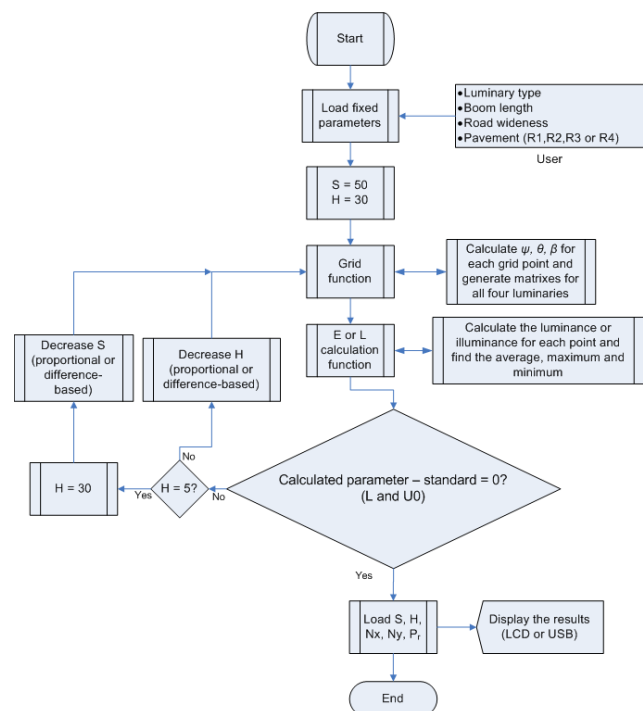 Start
Load fixed
parameters
●Luminary type
●Boom length
●Road wideness
●Pavement (R1,R2,R3 or R4)
User
S = 50
H = 30
Grid
function
Calculate ψ, θ, β for
each grid point and
generate matrixes for
all four luminaries
Decrease S
(proportional or
difference-
based)
Decrease H
(proportional or
difference-based)
E or L
calculation
function
Calculate the luminance or
illuminance for each point and
find the average, maximum and
minimum
No
H = 30
Yes
H = 5?
No
Calculated parameter – standard = 0?
(L and U0)
Yes
Load S, H,
Nx, Ny, Pr
Display the results
(LCD or USB)
End